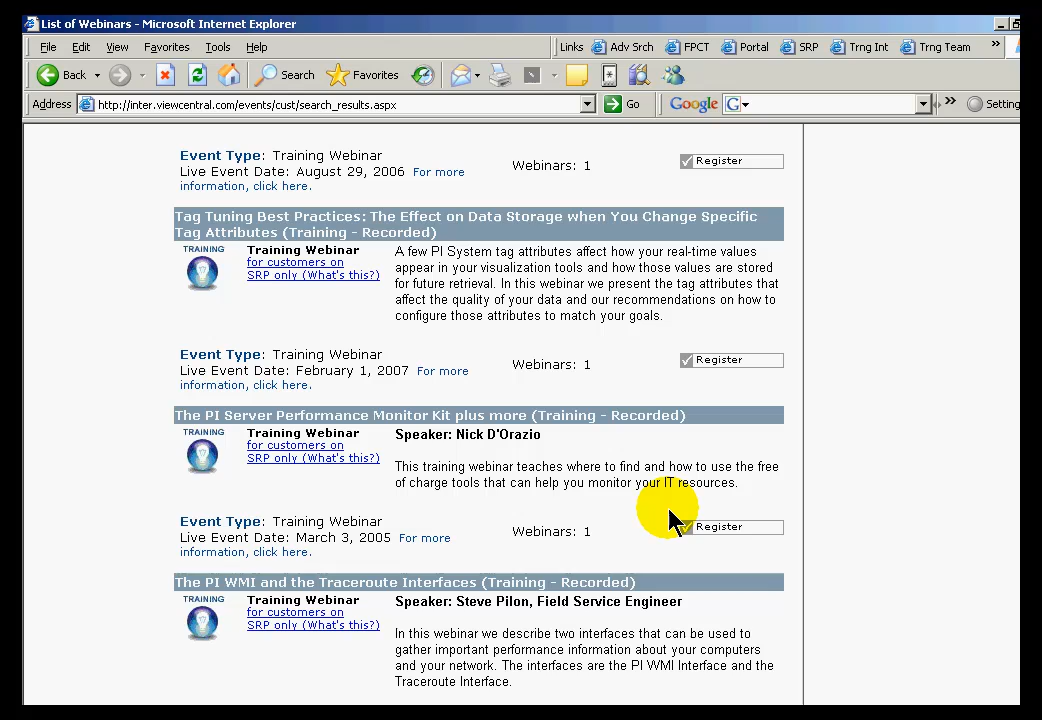 List of Webinars - Microsoft Internet Explorer
File Edit View Favorites Tools Help Links Adv Srch FPCT Portal SRP Trng Int Trng Team »
Back Search Favorites
Address http://inter.viewcentral.com/events/cust/search_results.aspx Go Google G » Setting
Event Type: Training Webinar
Live Event Date: August 29, 2006 For more
information, click here.
Webinars: 1
Register
Tag Tuning Best Practices: The Effect on Data Storage when You Change Specific
Tag Attributes (Training - Recorded)
TRAINING
Training Webinar
for customers on
SRP only (What's this?)
A few PI System tag attributes affect how your real-time values
appear in your visualization tools and how those values are stored
for future retrieval. In this webinar we present the tag attributes that
affect the quality of your data and our recommendations on how to
configure those attributes to match your goals.
Event Type: Training Webinar
Live Event Date: February 1, 2007 For more
information, click here.
Webinars: 1
Register
The PI Server Performance Monitor Kit plus more (Training - Recorded)
TRAINING
Training Webinar
for customers on
SRP only (What's this?)
Speaker: Nick D'Orazio
This training webinar teaches where to find and how to use the free
of charge tools that can help you monitor your IT resources.
Event Type: Training Webinar
Live Event Date: March 3, 2005 For more
information, click here.
Webinars: 1
Register
The PI WMI and the Traceroute Interfaces (Training - Recorded)
TRAINING
Training Webinar
for customers on
SRP only (What's this?)
Speaker: Steve Pilon, Field Service Engineer
In this webinar we describe two interfaces that can be used to
gather important performance information about your computers
and your network. The interfaces are the PI WMI Interface and the
Traceroute Interface.